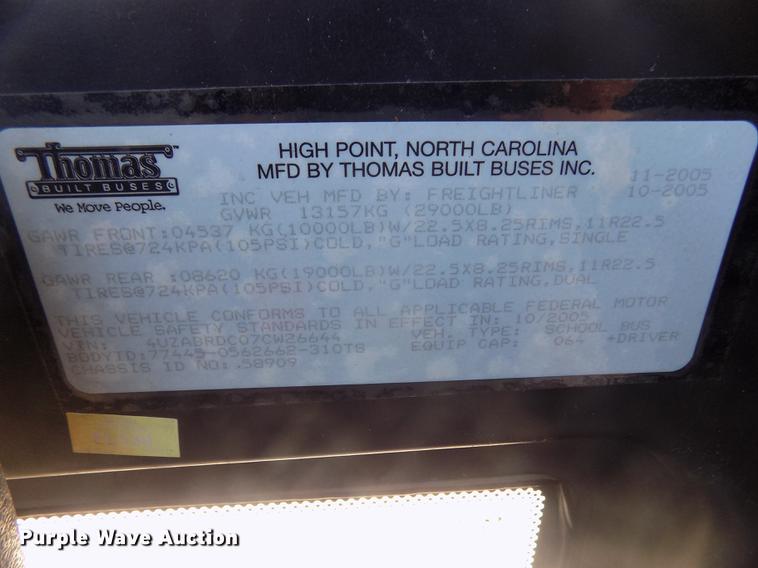 Thomas
BUILT BUSES
We Move People.
HIGH POINT, NORTH CAROLINA
MFD BY THOMAS BUILT BUSES INC.
11-2005
INC VEH MFD BY: FREIGHTLINER 10-2005
GVWR 13157KG (29000LB)
GAWR FRONT:04537 KG(10000LB)W/22.5X8.25RIMS,11R22.5
TIRES@724KPA(105PSI)COLD,"G"LOAD RATING,SINGLE
GAWR REAR :08620 KG(19000LB)W/22.5X8.25RIMS,11R22.5
TIRES@724KPA(105PSI)COLD,"G"LOAD RATING,DUAL
THIS VEHICLE CONFORMS TO ALL APPLICABLE FEDERAL MOTOR
VEHICLE SAFETY STANDARDS IN EFFECT IN: 10/2005
VIN: 4UZABRDC07CW26644 VEH. TYPE: SCHOOL BUS
BODYID:77445-0562662-310TS EQUIP CAP: 064 +DRIVER
CHASSIS ID NO: 58909
Purple Wave Auction